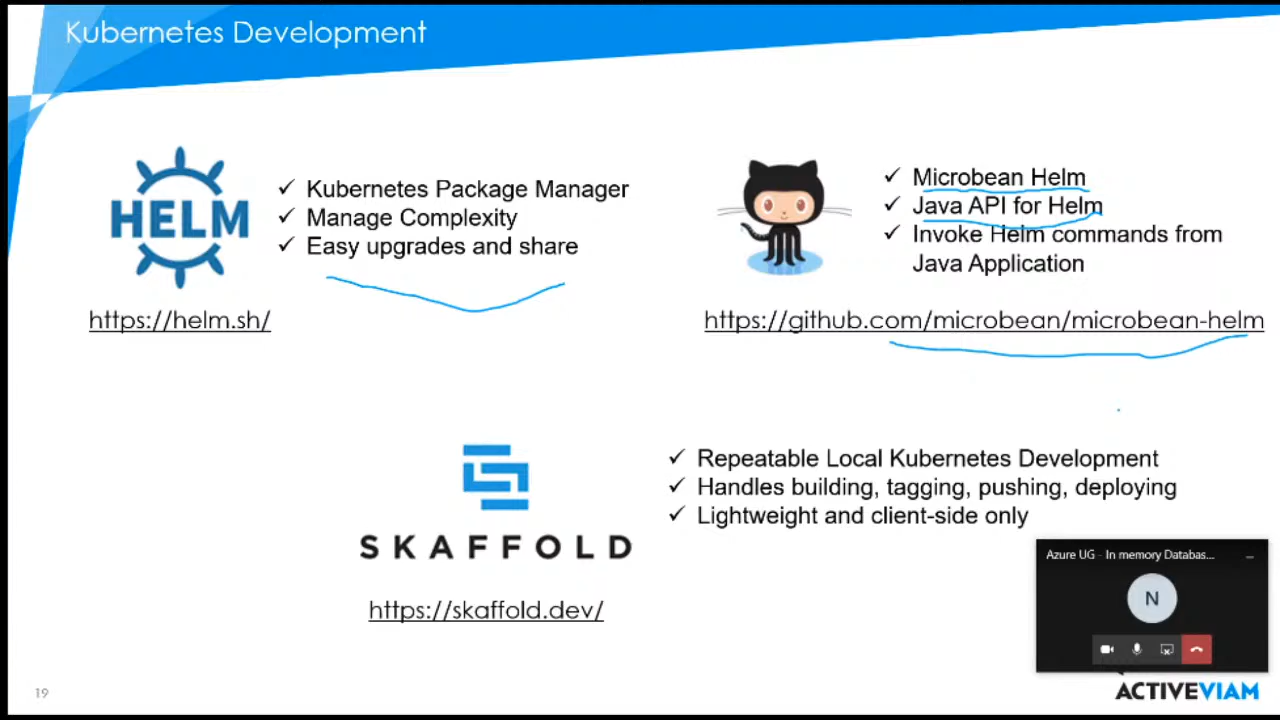 Kubernetes Development
HELM
✓ Kubernetes Package Manager
✓ Manage Complexity
✓ Easy upgrades and share
https://helm.sh/
✓ Microbean Helm
✓ Java API for Helm
✓ Invoke Helm commands from
Java Application
https://github.com/microbean/microbean-helm
SKAFFOLD
https://skaffold.dev/
✓ Repeatable Local Kubernetes Development
✓ Handles building, tagging, pushing, deploying
✓ Lightweight and client-side only
Azure UG - In memory Databas...
N
19
ACTIVEVIAM